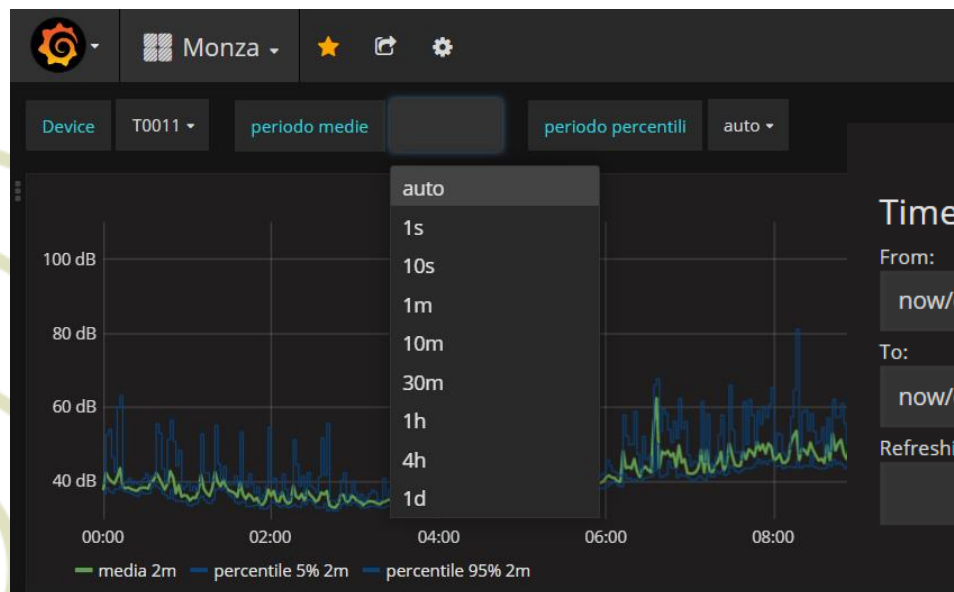 Monza
Device T0011 periodo medie periodo percentili auto
auto
1s
10s
1m
10m
30m
1h
4h
1d
100 dB
80 dB
60 dB
40 dB
00:00 02:00 04:00 06:00 08:00
media 2m percentile 5% 2m percentile 95% 2m
Time
From:
now/
To:
now/
Refreshi